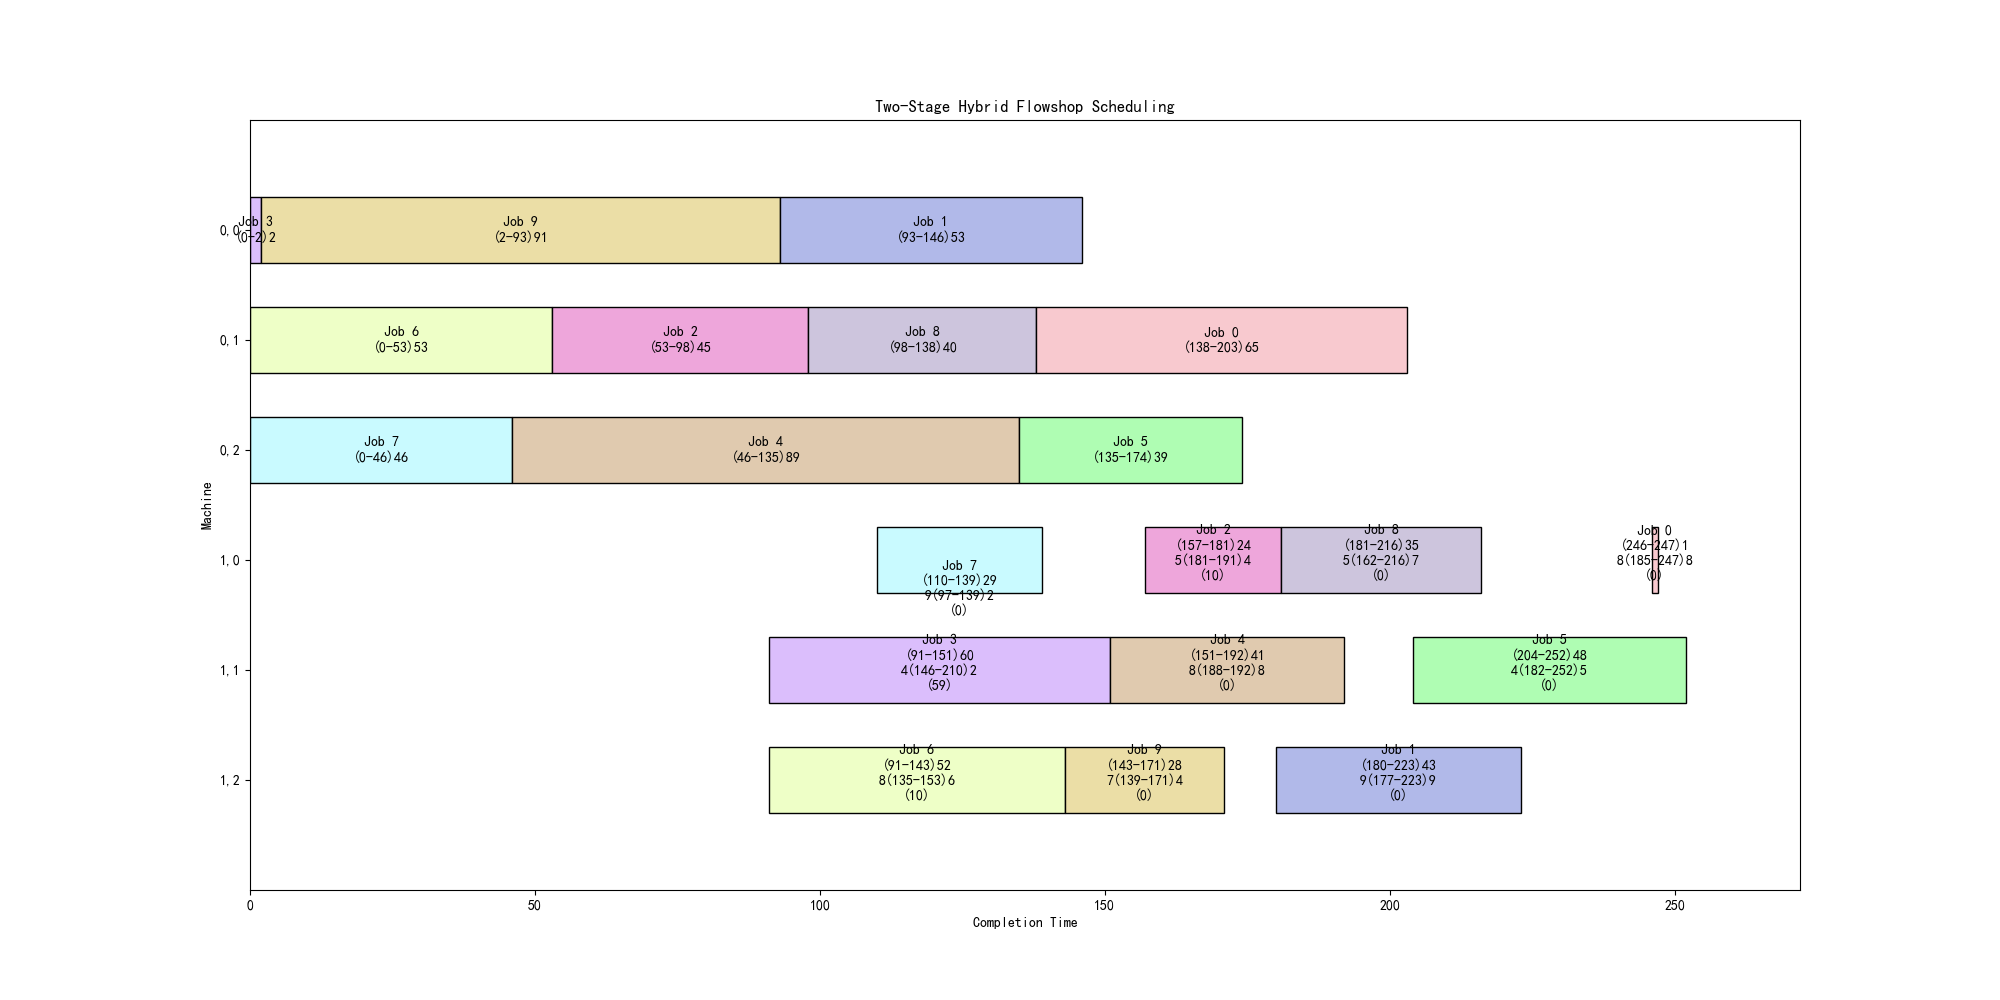 Two-Stage Hybrid Flowshop Scheduling
0,0
Job 3
(0-2)2
Job 9
(2-93)91
Job 1
(93-146)53
0,1
Job 6
(0-53)53
Job 2
(53-98)45
Job 8
(98-138)40
Job 0
(138-203)65
0,2
Job 7
(0-46)46
Job 4
(46-135)89
Job 5
(135-174)39
Machine
1,0
Job 7
(110-139)29
9(97-139)2
(0)
Job 2
(157-181)24
5(181-191)4
(10)
Job 8
(181-216)35
5(162-216)7
(0)
Job 0
(246-247)1
8(185-247)8
(0)
1,1
Job 3
(91-151)60
4(146-210)2
(59)
Job 4
(151-192)41
8(188-192)8
(0)
Job 5
(204-252)48
4(182-252)5
(0)
1,2
Job 6
(91-143)52
8(135-153)6
(10)
Job 9
(143-171)28
7(139-171)4
(0)
Job 1
(180-223)43
9(177-223)9
(0)
0
50
100
150
200
250
Completion Time